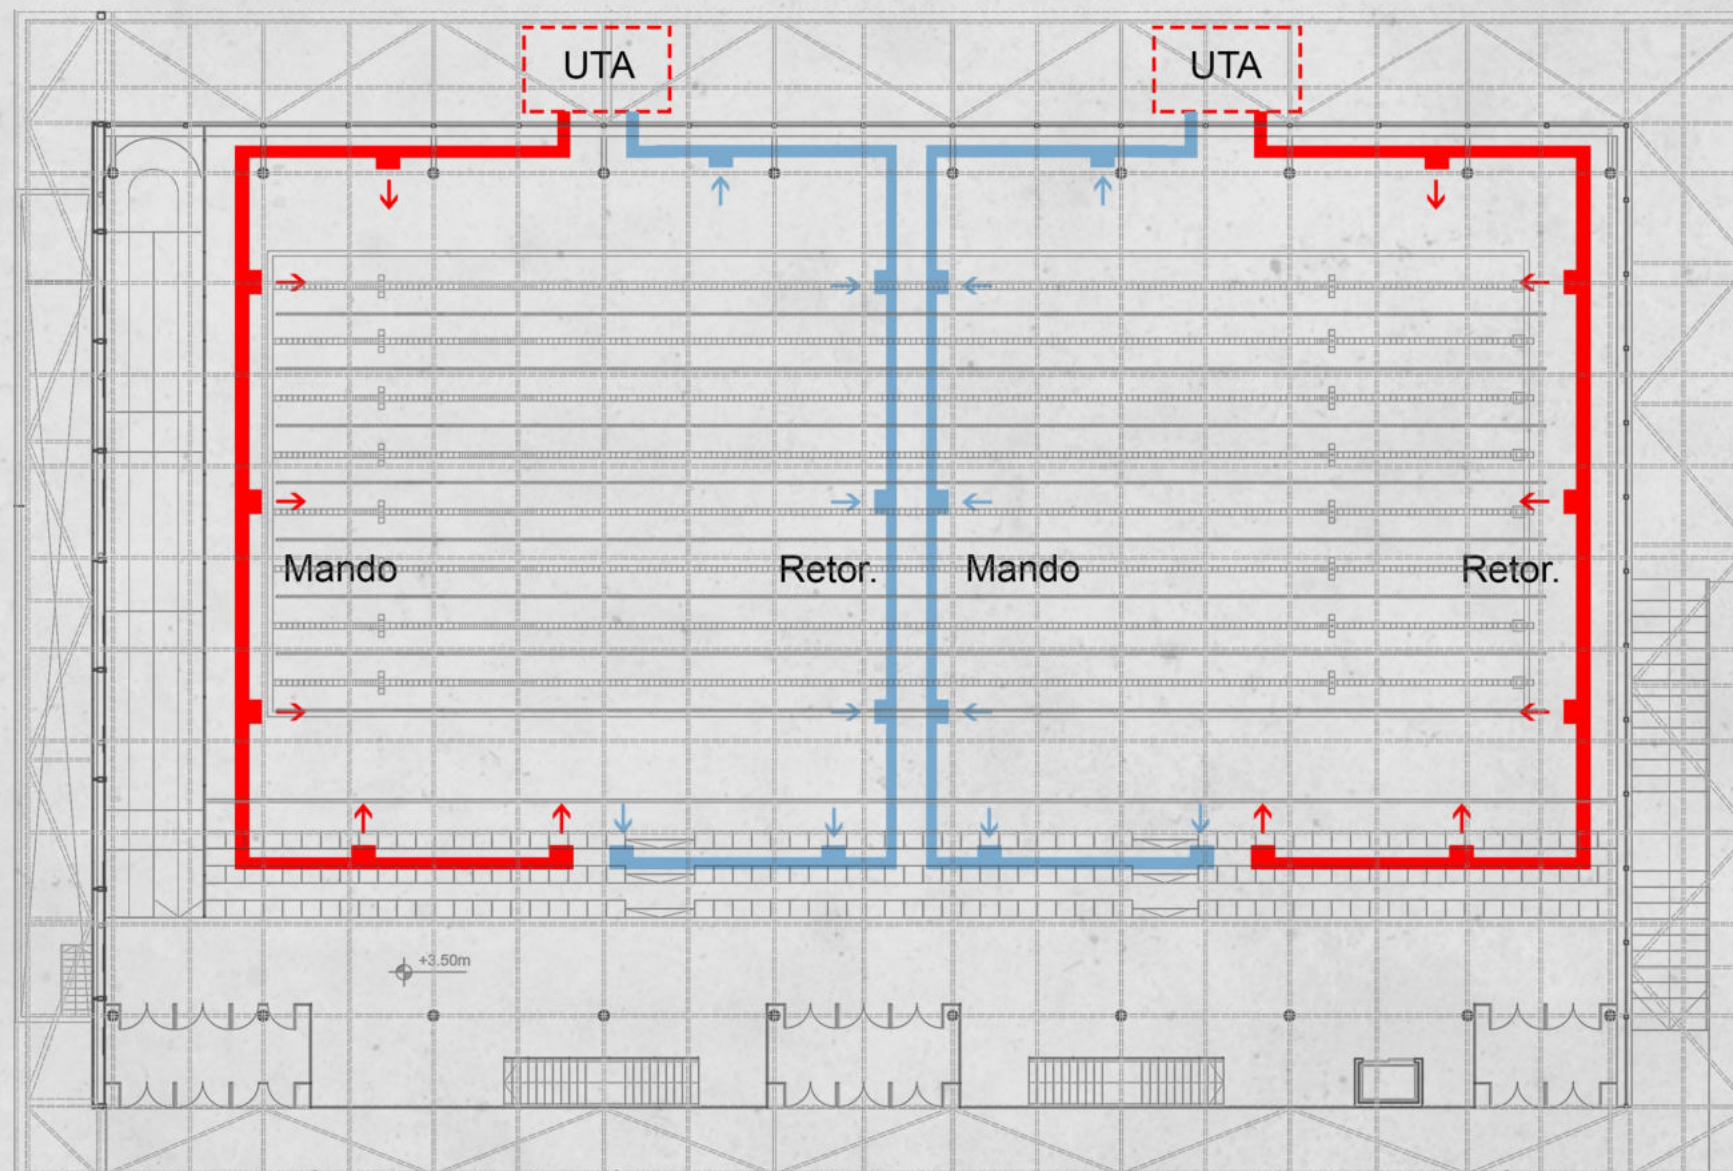 UTA
UTA
Mando
Retor.
Mando
Retor.
+3.50m